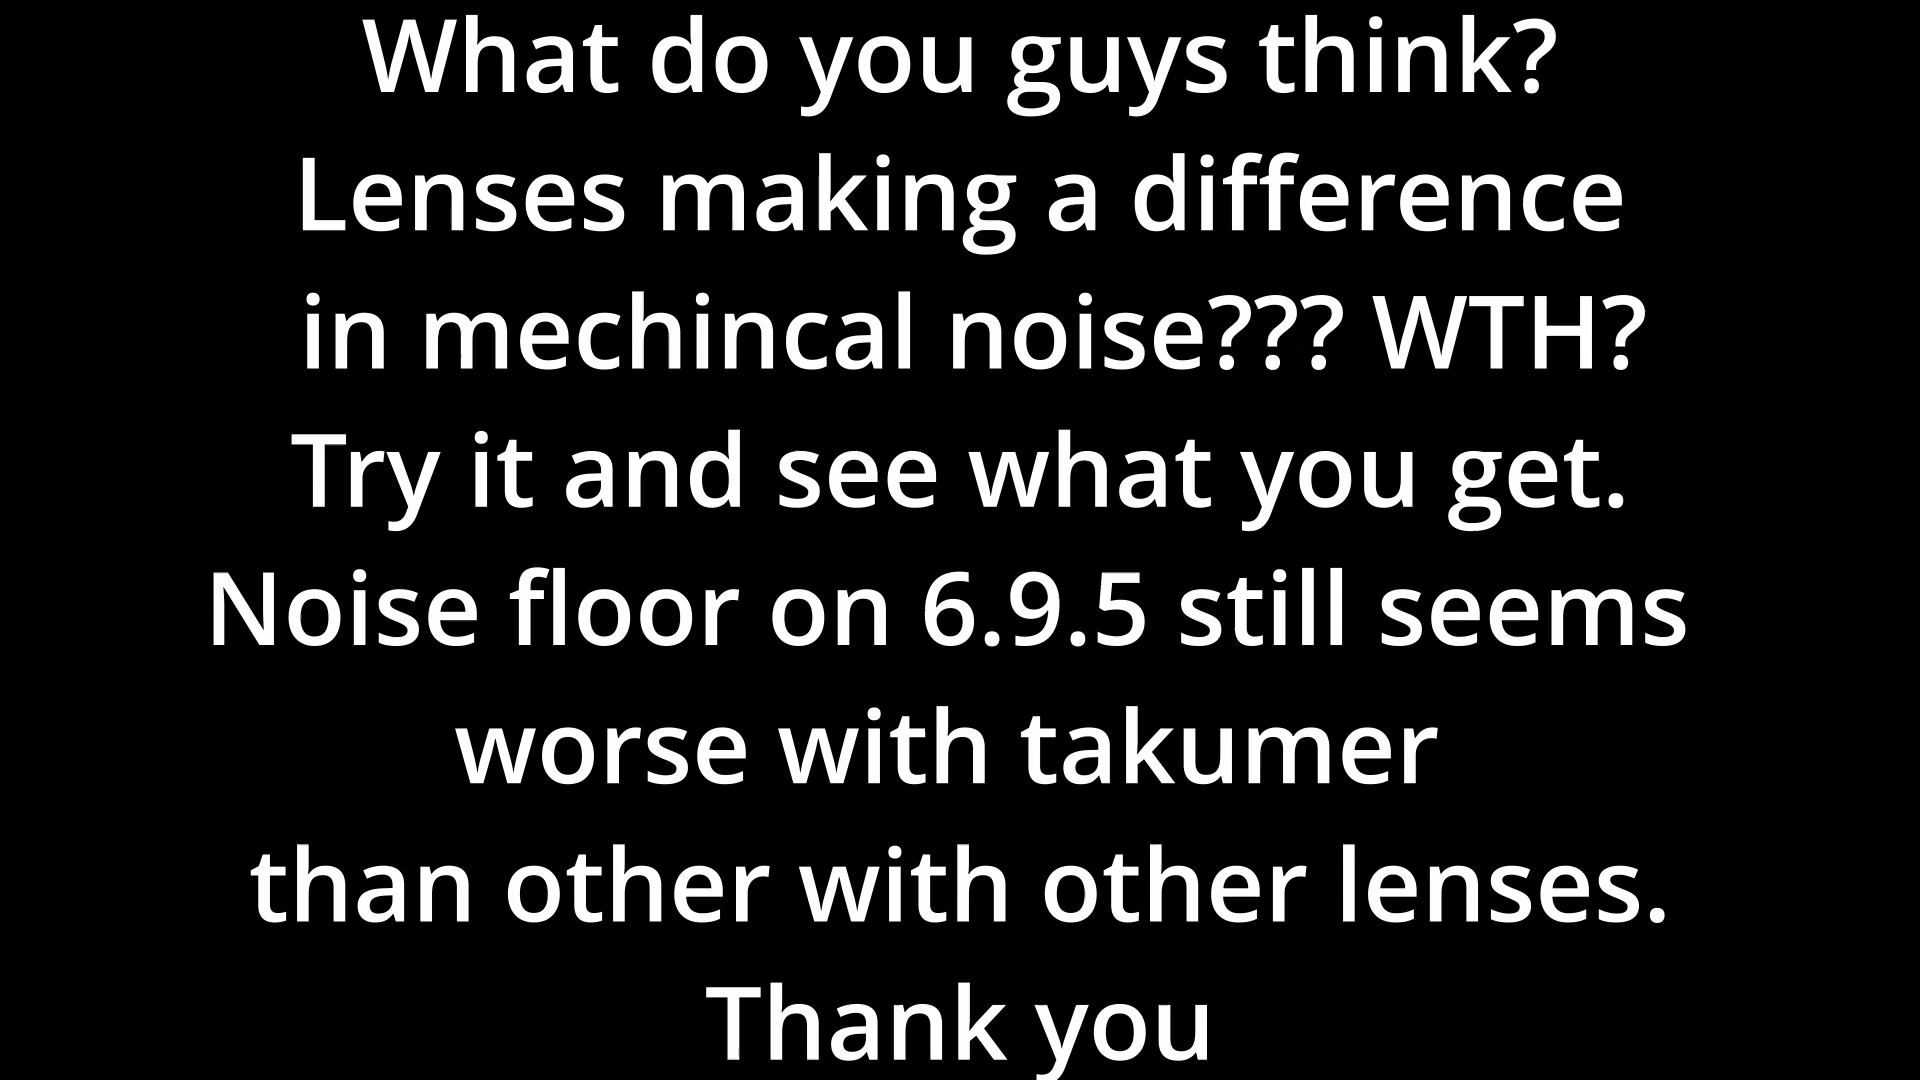 What do you guys think?
Lenses making a difference
in mechincal noise??? WTH?
Try it and see what you get.
Noise floor on 6.9.5 still seems
worse with takumer
than other with other lenses.
Thank you